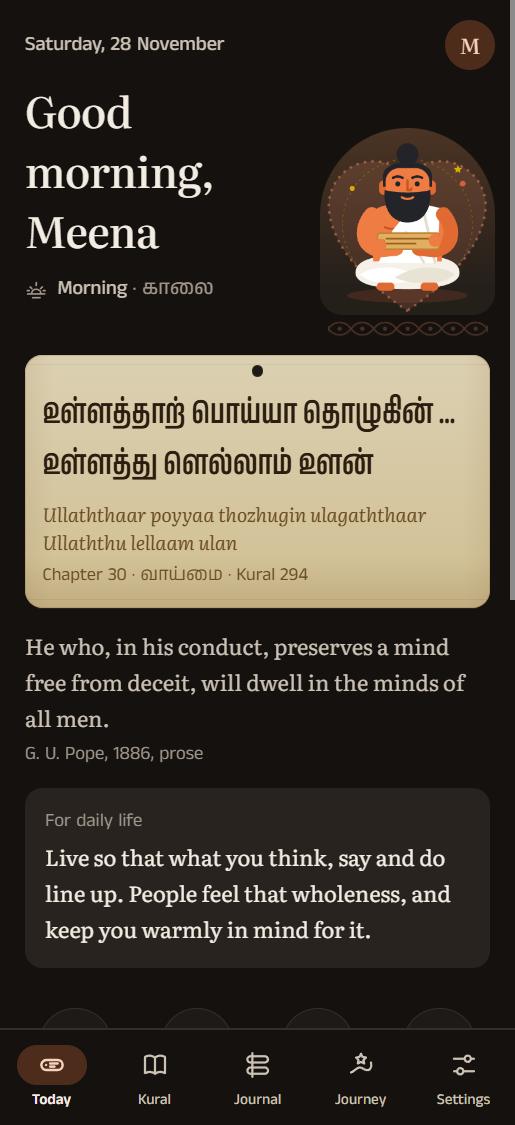 Saturday, 28 November
M
Good
morning,
Meena
Morning · காலை
உள்ளத்தாற் பொய்யா தொழுகின் ...
உள்ளத்து ளெல்லாம் உளன்
Ullaththaar poyyaa thozhugin ulagaththaar
Ullaththu lellaam ulan
Chapter 30 · வாய்மை · Kural 294
He who, in his conduct, preserves a mind
free from deceit, will dwell in the minds of
all men.
G. U. Pope, 1886, prose
For daily life
Live so that what you think, say and do
line up. People feel that wholeness, and
keep you warmly in mind for it.
Today
Kural
Journal
Journey
Settings